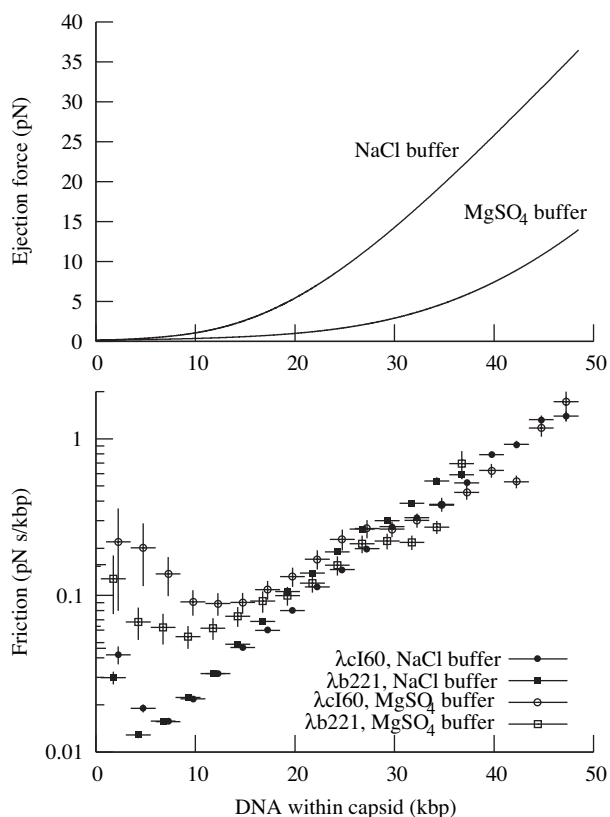 40
35
30
25
20
15
10
5
0
Ejection force (pN)
NaCl buffer
MgSO4 buffer
0 10 20 30 40 50
1
0.1
0.01
Friction (pN s/kbp)
λcI60, NaCl buffer
λb221, NaCl buffer
λcI60, MgSO4 buffer
λb221, MgSO4 buffer
0 10 20 30 40 50
DNA within capsid (kbp)